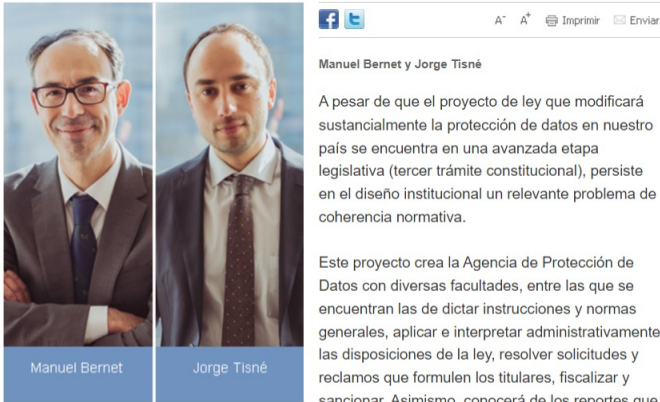 A- A+ Imprimir Enviar
Manuel Bernet y Jorge Tisné
A pesar de que el proyecto de ley que modificará
sustancialmente la protección de datos en nuestro
país se encuentra en una avanzada etapa
legislativa (tercer trámite constitucional), persiste
en el diseño institucional un relevante problema de
coherencia normativa.
Este proyecto crea la Agencia de Protección de
Datos con diversas facultades, entre las que se
encuentran las de dictar instrucciones y normas
generales, aplicar e interpretar administrativamente
las disposiciones de la ley, resolver solicitudes y
reclamos que formulen los titulares, fiscalizar y
sancionar. Asimismo, conocerá de los reportes que
Manuel Bernet
Jorge Tisné